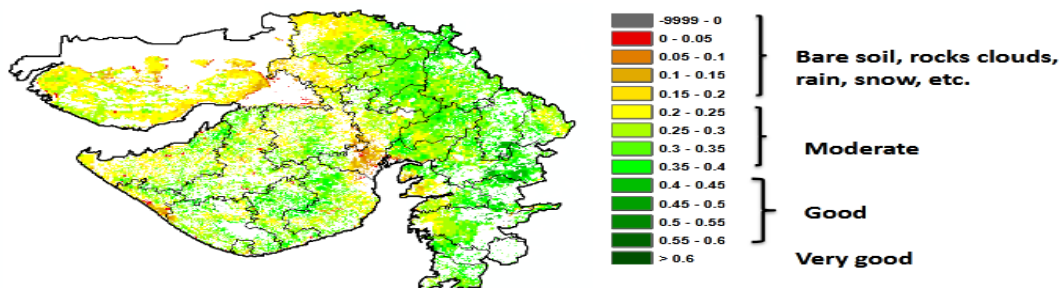 -9999 - 0
0 - 0.05
0.05 - 0.1
0.1 - 0.15
0.15 - 0.2
0.2 - 0.25
0.25 - 0.3
0.3 - 0.35
0.35 - 0.4
0.4 - 0.45
0.45 - 0.5
0.5 - 0.55
0.55 - 0.6
> 0.6
Bare soil, rocks clouds,
rain, snow, etc.
Moderate
Good
Very good